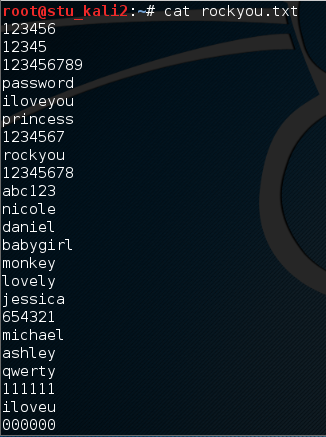 root@stu_kali2:~# cat rockyou.txt
123456
12345
123456789
password
iloveyou
princess
1234567
rockyou
12345678
abc123
nicole
daniel
babygirl
monkey
lovely
jessica
654321
michael
ashley
qwerty
111111
iloveu
000000